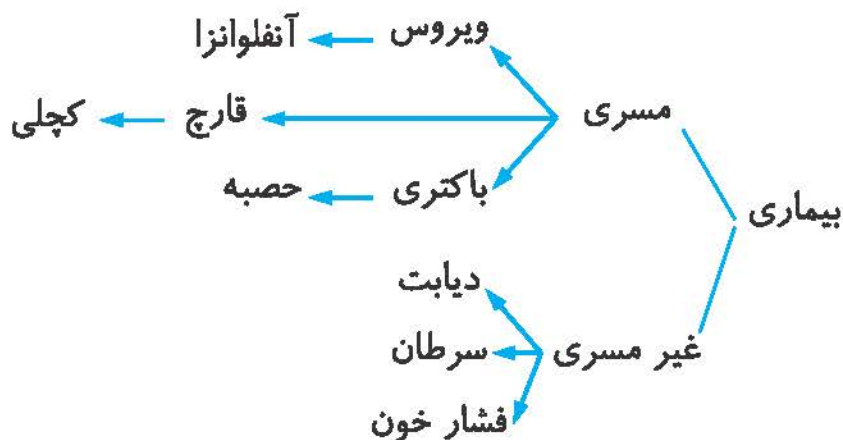 بیماری
مسری
ویروس
آنفلوانزا
قارچ
کچلی
باکتری
حصبه
غیر مسری
دیابت
سرطان
فشار خون